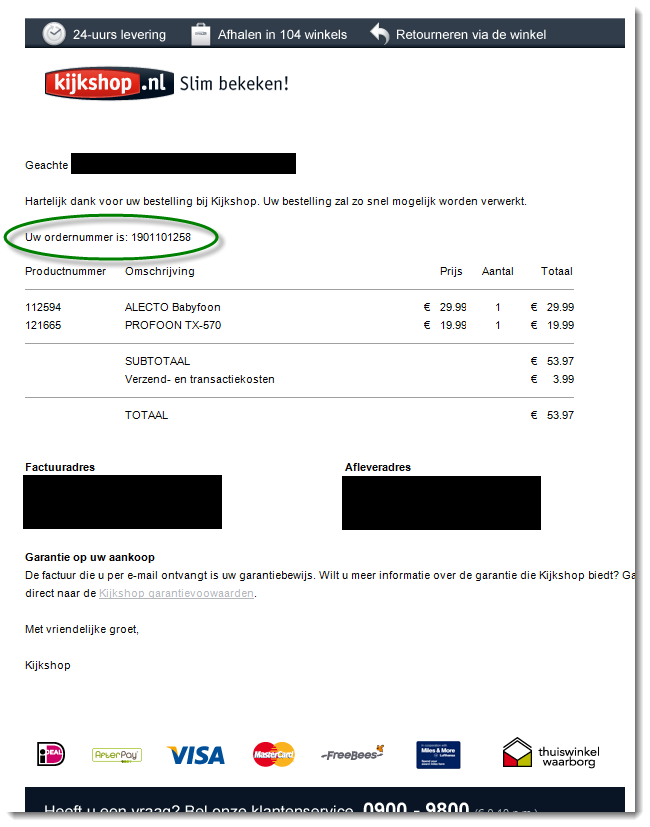 24-uurs levering Afhalen in 104 winkels Retourneren via de winkel
kijkshop.nl Slim bekeken!
Geachte
Hartelijk dank voor uw bestelling bij Kijkshop. Uw bestelling zal zo snel mogelijk worden verwerkt.
Uw ordernummer is: 1901101258
Productnummer Omschrijving Prijs Aantal Totaal
112594 ALECTO Babyfoon € 29.99 1 € 29.99
121665 PROFOON TX-570 € 19.99 1 € 19.99
SUBTOTAAL € 53.97
Verzend- en transactiekosten € 3.99
TOTAAL € 53.97
Factuuradres Afleveradres
Garantie op uw aankoop
De factuur die u per e-mail ontvangt is uw garantiebewijs. Wilt u meer informatie over de garantie die Kijkshop biedt? Ga
direct naar de Kijkshop garantievoowaarden.
Met vriendelijke groet,
Kijkshop
iDEAL AfterPay VISA MasterCard FreeBees Miles & More Lufthansa thuiswinkel
waarborg
Heeft u een vraag? Bel onze klantenservice 0900 - 9800